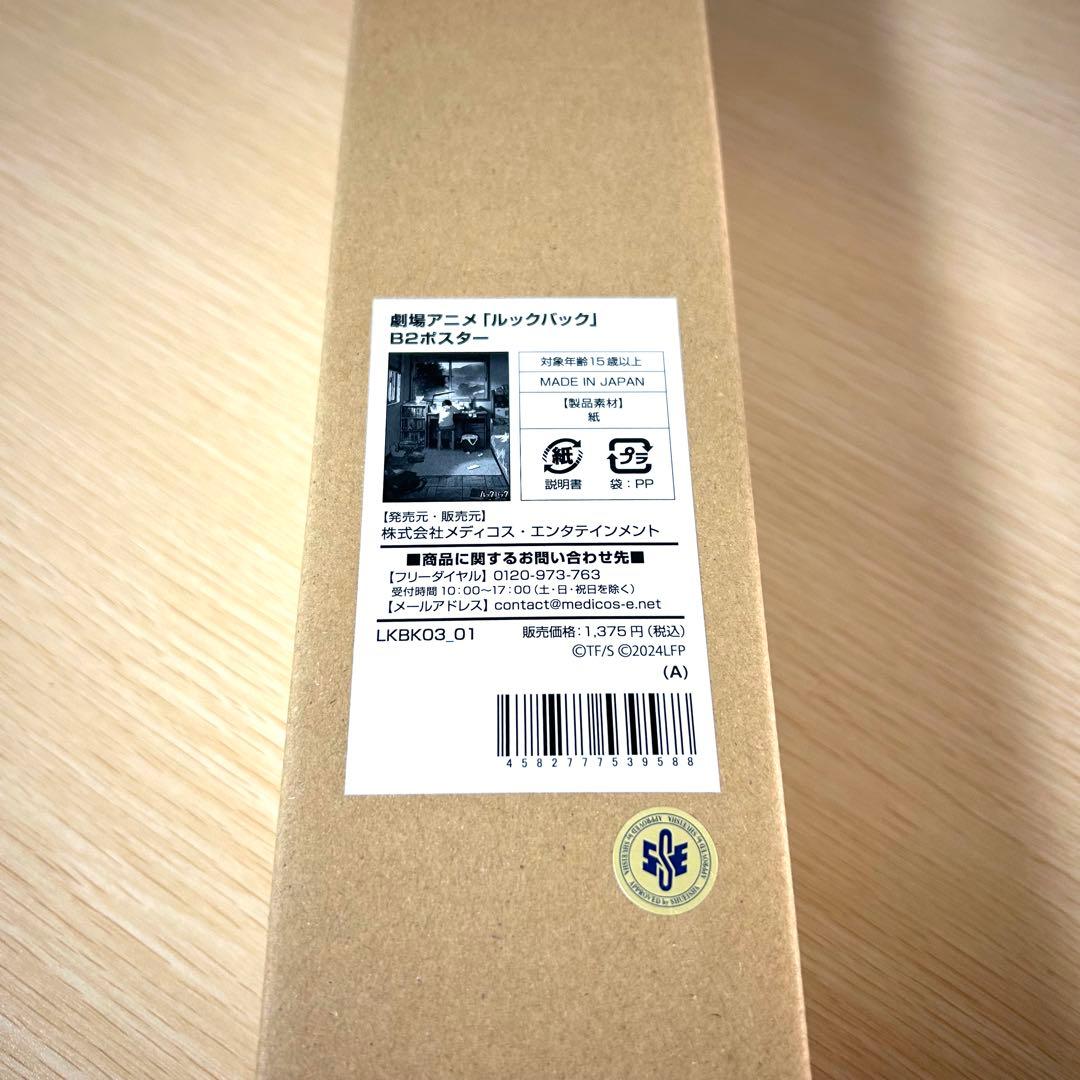 劇場アニメ「ルックバック」
B2ポスター
ルックバック
対象年齢15歳以上
MADE IN JAPAN
【製品素材】
紙
紙
プラ
説明書
袋：PP
【発売元・販売元】
株式会社メディコス・エンタテインメント
■商品に関するお問い合わせ先■
【フリーダイヤル】0120-973-763
受付時間 10：00〜17：00（土・日・祝日を除く）
【メールアドレス】contact@medicos-e.net
LKBK03_01
販売価格：1,375円（税込）
©TF/S ©2024LFP
(A)
4582777539588
SSE
APPROVED by SHUEISHA APPROVED by SHUEISHA APPROVED by SHUEISHA